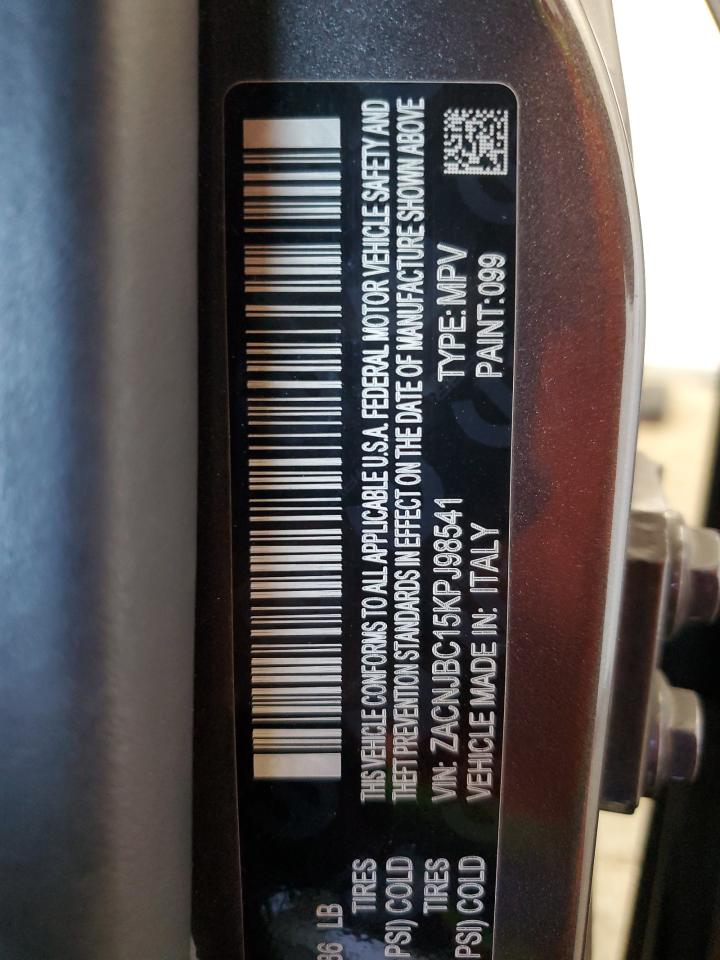 86 LB
THIS VEHICLE CONFORMS TO ALL APPLICABLE U.S.A. FEDERAL MOTOR VEHICLE SAFETY AND
THEFT PREVENTION STANDARDS IN EFFECT ON THE DATE OF MANUFACTURE SHOWN ABOVE
TIRES
PSI) COLD
VIN: ZACNJBC15KPJ98541 TYPE: MPV
VEHICLE MADE IN: ITALY PAINT: 099
TIRES
PSI) COLD